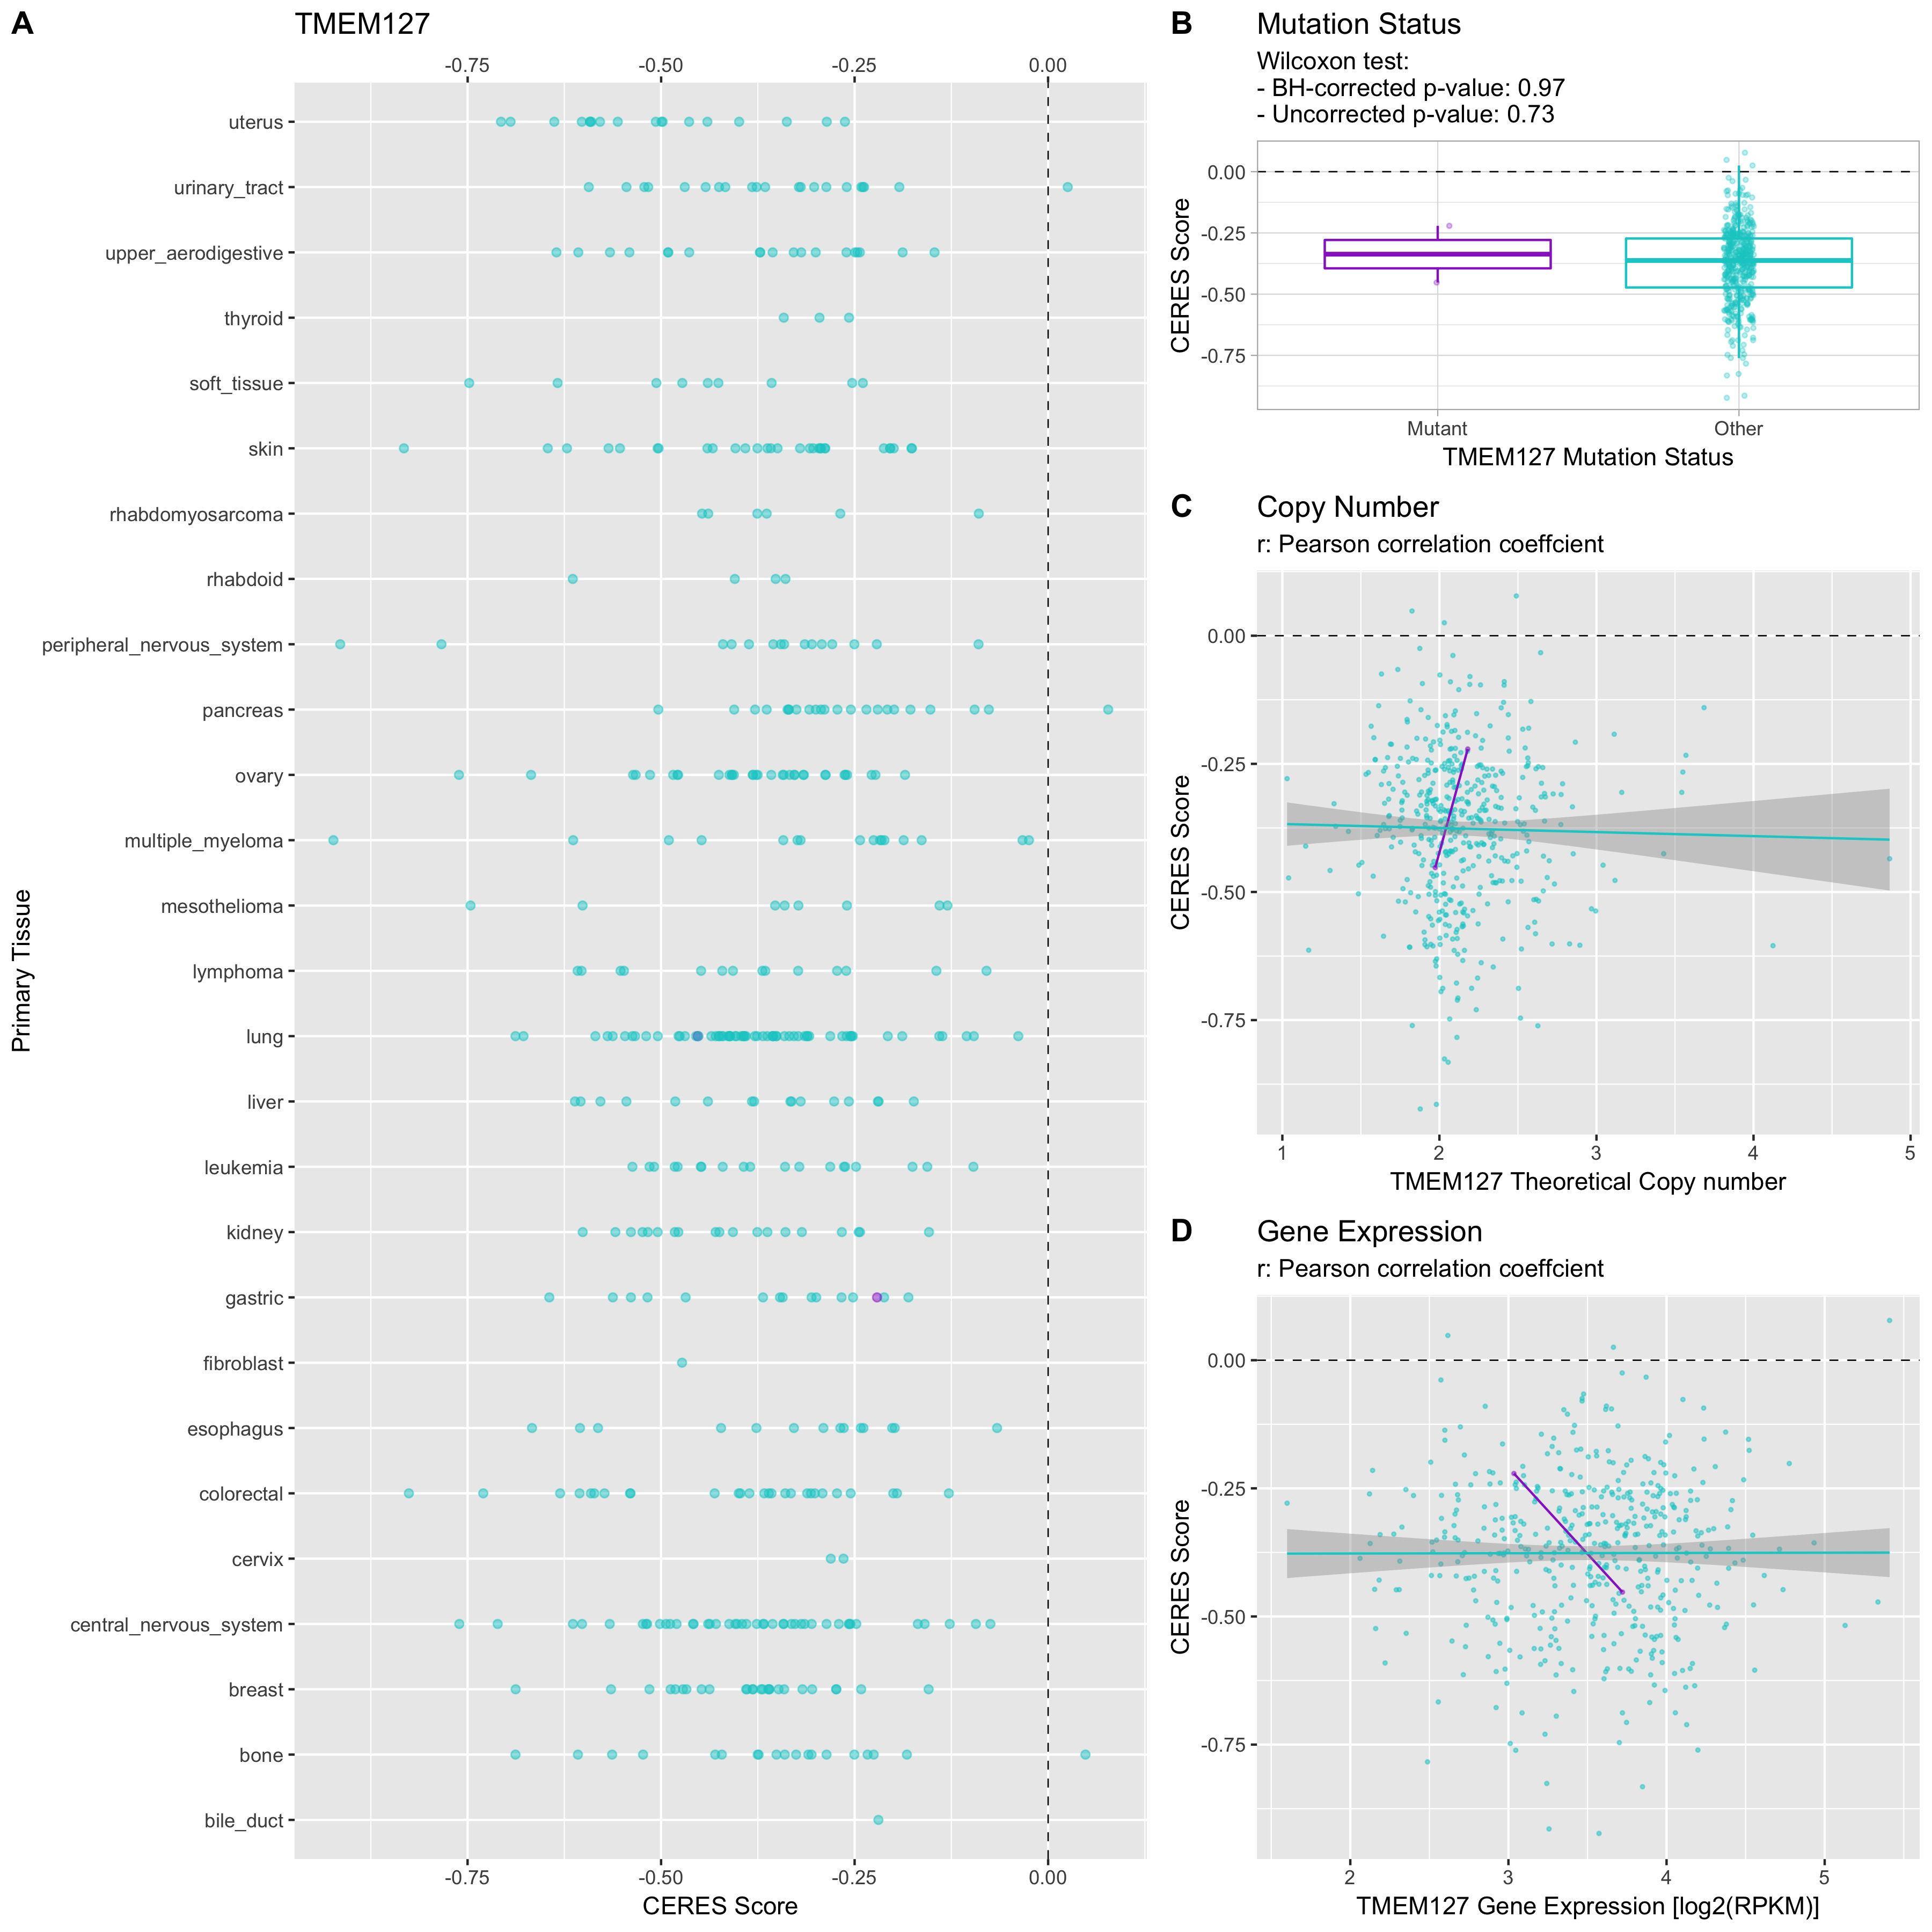 A
TMEM127
-0.75 -0.50 -0.25 0.00
Primary Tissue
uterus
urinary_tract
upper_aerodigestive
thyroid
soft_tissue
skin
rhabdomyosarcoma
rhabdoid
peripheral_nervous_system
pancreas
ovary
multiple_myeloma
mesothelioma
lymphoma
lung
liver
leukemia
kidney
gastric
fibroblast
esophagus
colorectal
cervix
central_nervous_system
breast
bone
bile_duct
-0.75 -0.50 -0.25 0.00
CERES Score
B
Mutation Status
Wilcoxon test:
- BH-corrected p-value: 0.97
- Uncorrected p-value: 0.73
CERES Score
0.00
-0.25
-0.50
-0.75
Mutant Other
TMEM127 Mutation Status
C
Copy Number
r: Pearson correlation coeffcient
CERES Score
0.00
-0.25
-0.50
-0.75
1 2 3 4 5
TMEM127 Theoretical Copy number
D
Gene Expression
r: Pearson correlation coeffcient
CERES Score
0.00
-0.25
-0.50
-0.75
2 3 4 5
TMEM127 Gene Expression [log2(RPKM)]